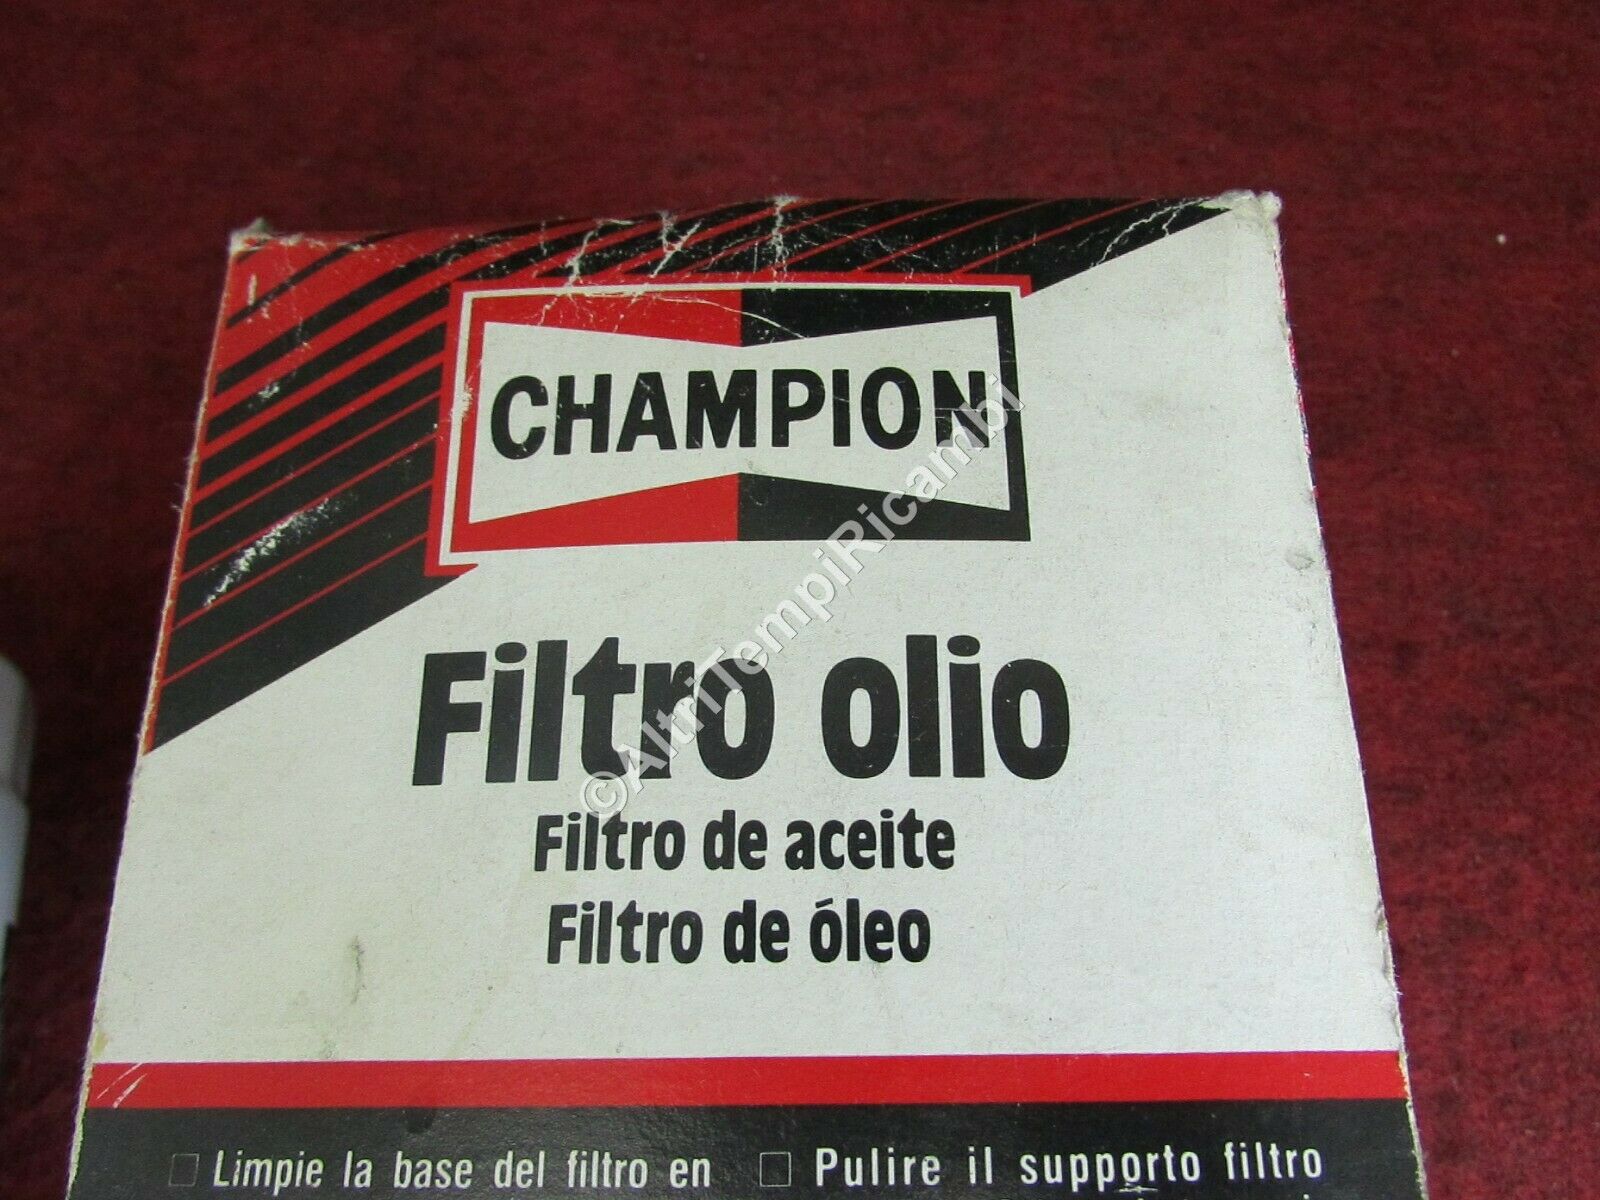 CHAMPION
Filtro olio
Filtro de aceite
Filtro de óleo
Limpie la base del filtro en
Pulire il supporto filtro
©AltriTempiRicambi